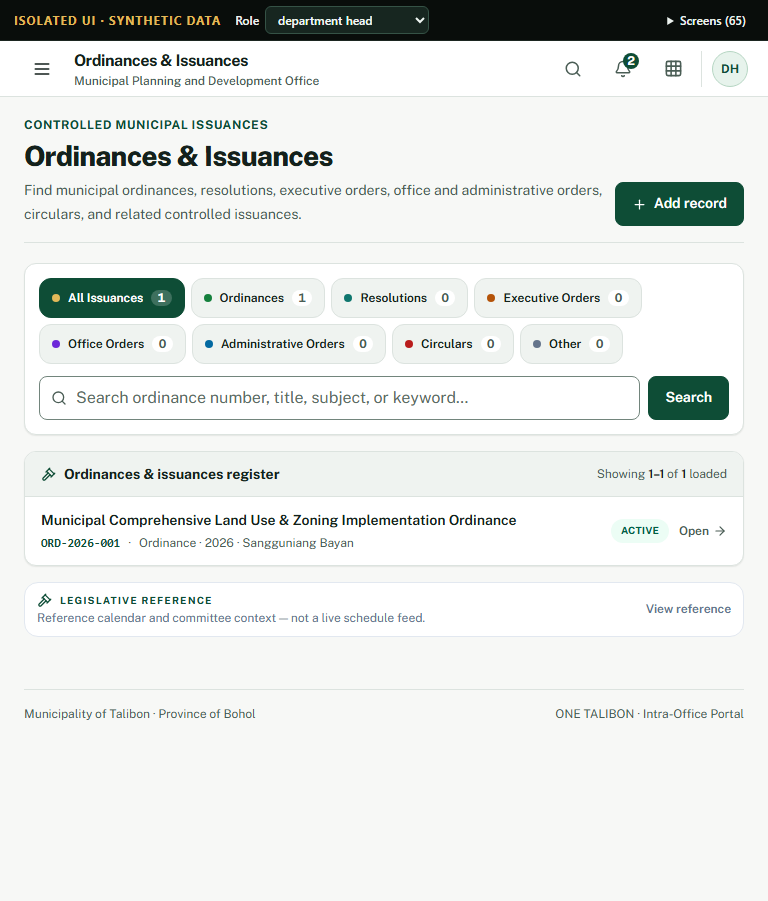 ISOLATED UI · SYNTHETIC DATA Role department head Screens (65)
Ordinances & Issuances
Municipal Planning and Development Office
2
DH
CONTROLLED MUNICIPAL ISSUANCES
Ordinances & Issuances
Find municipal ordinances, resolutions, executive orders, office and administrative orders,
circulars, and related controlled issuances.
+ Add record
All Issuances 1 Ordinances 1 Resolutions 0 Executive Orders 0
Office Orders 0 Administrative Orders 0 Circulars 0 Other 0
Search ordinance number, title, subject, or keyword... Search
Ordinances & issuances register Showing 1–1 of 1 loaded
Municipal Comprehensive Land Use & Zoning Implementation Ordinance
ORD-2026-001 · Ordinance · 2026 · Sangguniang Bayan
ACTIVE Open →
LEGISLATIVE REFERENCE
Reference calendar and committee context — not a live schedule feed.
View reference
Municipality of Talibon · Province of Bohol ONE TALIBON · Intra-Office Portal